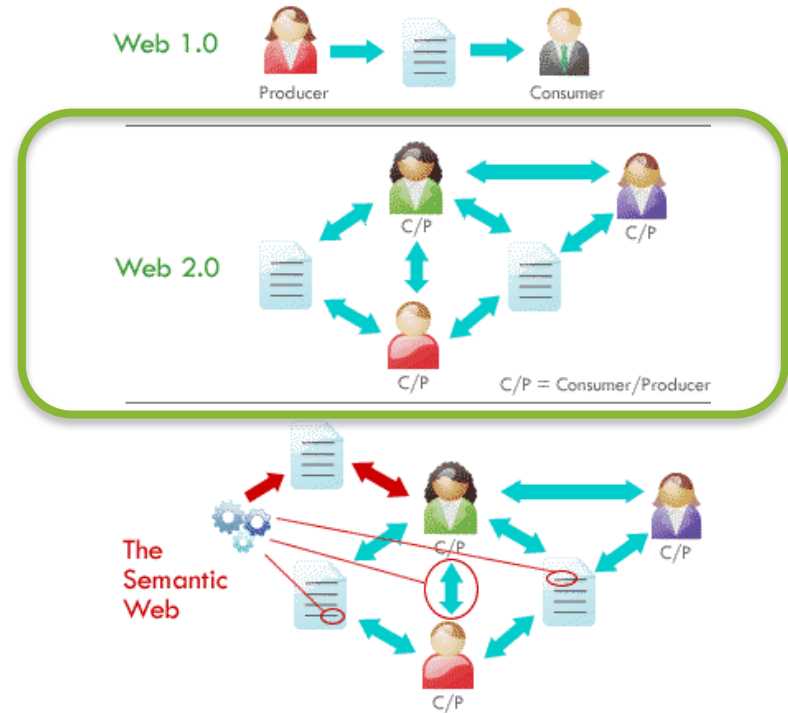 Web 1.0
Producer
Consumer
C/P
C/P
Web 2.0
C/P
C/P = Consumer/Producer
C/P
C/P
The
Semantic
Web
C/P